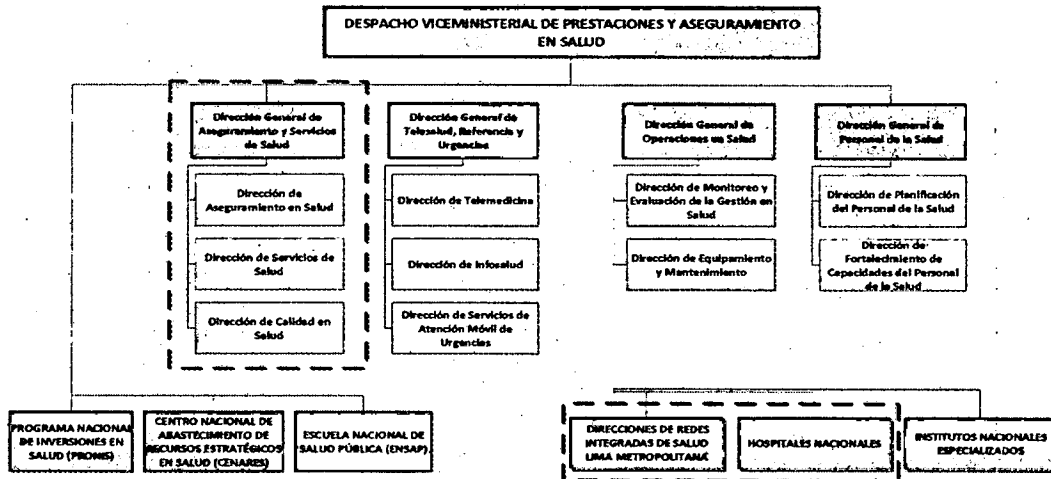 DESPACHO VICEMINISTERIAL DE PRESTACIONES Y ASEGURAMIENTO
EN SALUD
Dirección General de
Aseguramiento y Servicios
de Salud
Dirección de
Aseguramiento en Salud
Dirección de Servicios de
Salud
Dirección de Calidad en
Salud
Dirección General de
Telesalud, Referencia y
Urgencias
Dirección de Telemedicina
Dirección de Infosalud
Dirección de Servicios de
Atención Móvil de
Urgencias
Dirección General de
Operaciones en Salud
Dirección de Monitoreo y
Evaluación de la Gestión en
Salud
Dirección de Equipamiento
y Mantenimiento
Dirección General de
Personal de la Salud
Dirección de Planificación
del Personal de la Salud
Dirección de
Fortalecimiento de
Capacidades del Personal
de la Salud
PROGRAMA NACIONAL
DE INVERSIONES EN
SALUD (PRONIS)
CENTRO NACIONAL DE
ABASTECIMIENTO DE
RECURSOS ESTRATÉGICOS
EN SALUD (CENARES)
ESCUELA NACIONAL DE
SALUD PÚBLICA (ENSAP)
DIRECCIONES DE REDES
INTEGRADAS DE SALUD
LIMA METROPOLITANA
HOSPITALES NACIONALES
INSTITUTOS NACIONALES
ESPECIALIZADOS